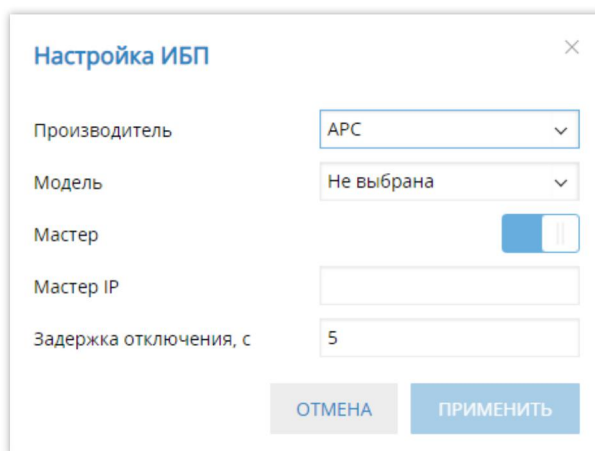 Настройка ИБП
Производитель APC
Модель Не выбрана
Мастер
Мастер IP
Задержка отключения, с 5
ОТМЕНА ПРИМЕНИТЬ